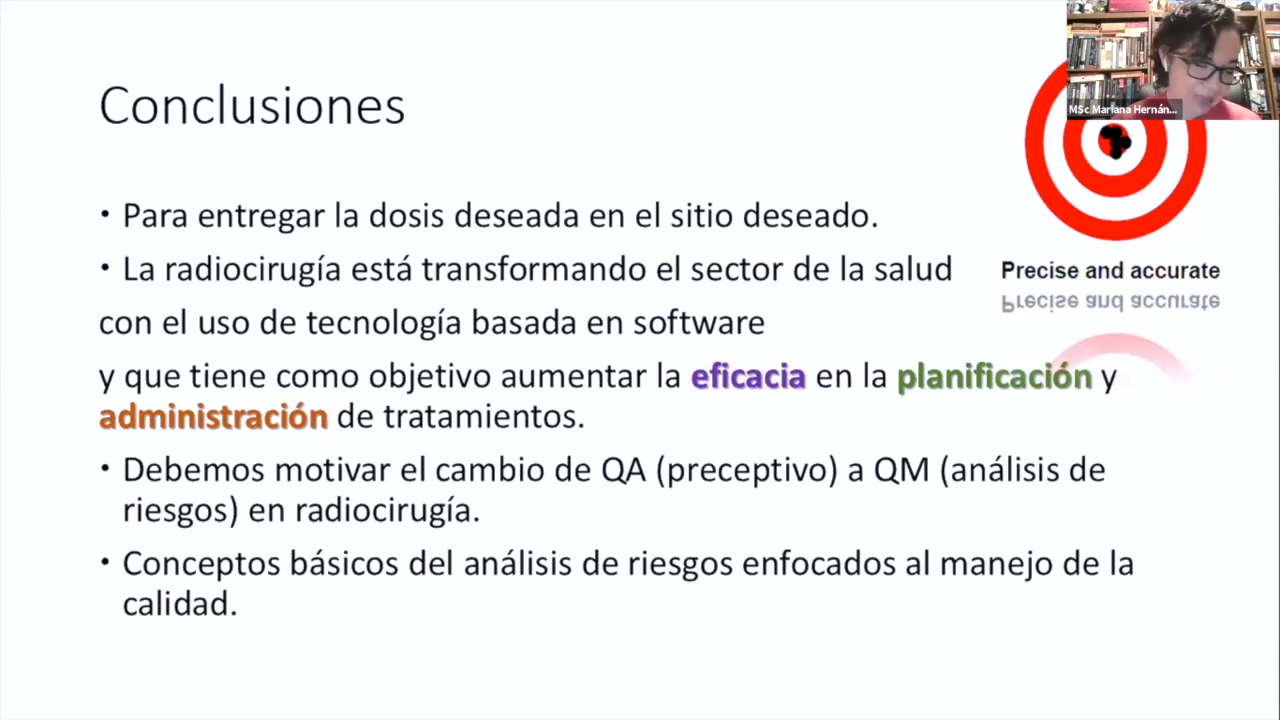 MSc Mariana Hernán...
Conclusiones
• Para entregar la dosis deseada en el sitio deseado.
• La radiocirugía está transformando el sector de la salud
con el uso de tecnología basada en software
y que tiene como objetivo aumentar la eficacia en la planificación y
administración de tratamientos.
• Debemos motivar el cambio de QA (preceptivo) a QM (análisis de
riesgos) en radiocirugía.
• Conceptos básicos del análisis de riesgos enfocados al manejo de la
calidad.
Precise and accurate